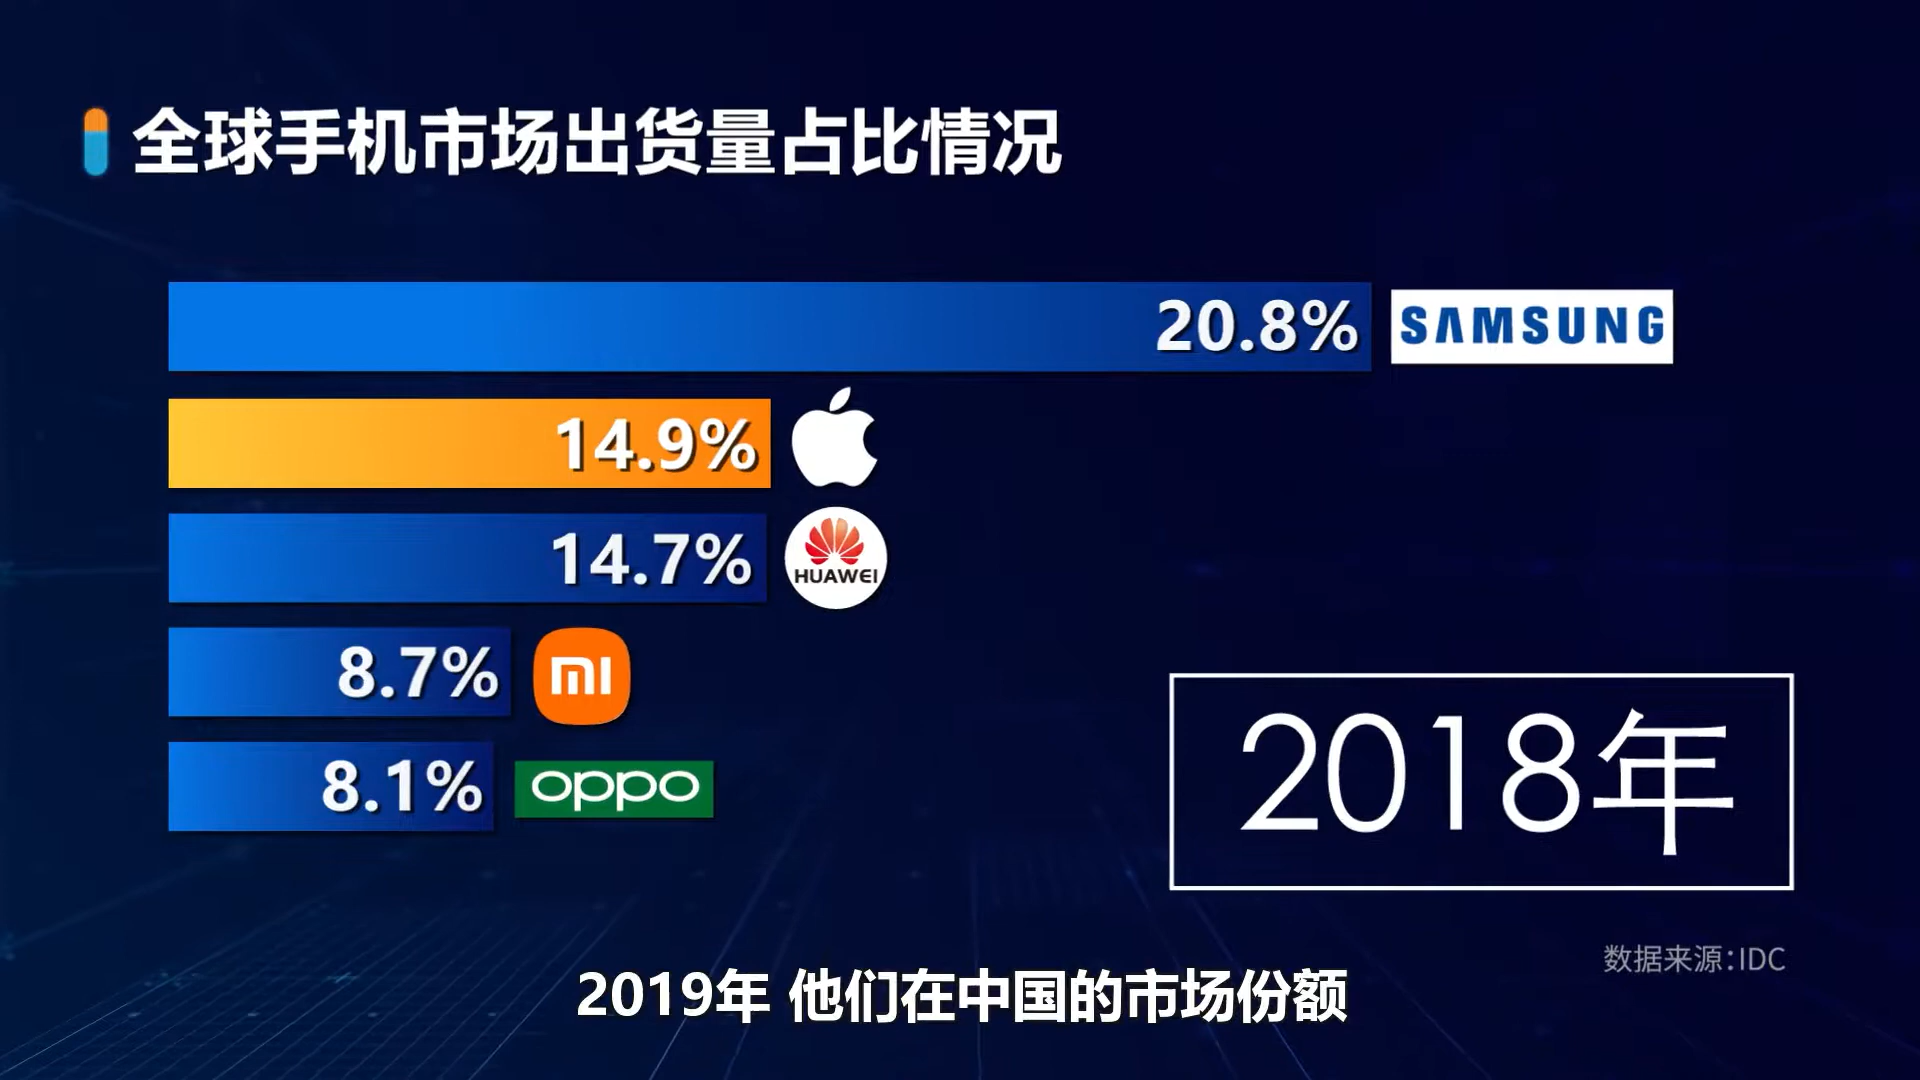 全球手机市场出货量占比情况
20.8% SAMSUNG
14.9%
14.7% HUAWEI
8.7% mi
8.1% oppo
2018年
数据来源:IDC
2019年 他们在中国的市场份额